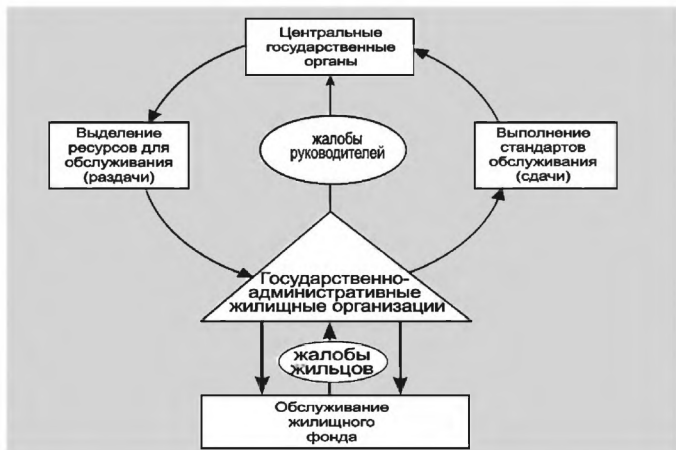 Центральные
государственные
органы
Выделение
ресурсов для
обслуживания
(раздачи)
жалобы
руководителей
Выполнение
стандартов
обслуживания
(сдачи)
Государственно-
административные
жилищные организации
жалобы
жильцов
Обслуживание
жилищного
фонда